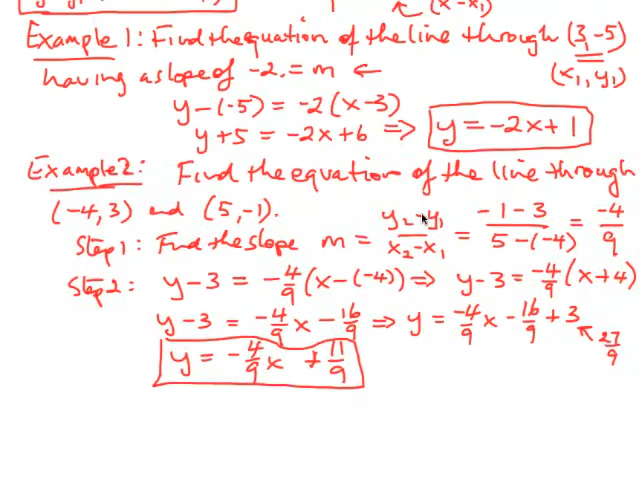 (x-x₁)
Example 1: Find the equation of the line through (3,-5)
having a slope of -2. = m ← (x₁, y₁)
y-(-5) = -2(x-3)
y+5 = -2x+6 ⇒ y = -2x+1
Example 2: Find the equation of the line through
(-4,3) and (5,-1).
Step 1: Find the slope m = (y₂-y₁)/(x₂-x₁) = (-1-3)/(5-(-4)) = -4/9
Step 2: y-3 = -4/9(x-(-4)) ⇒ y-3 = -4/9(x+4)
y-3 = -4/9x - 16/9 ⇒ y = -4/9x - 16/9 + 3 ↖ 27/9
y = -4/9x + 11/9